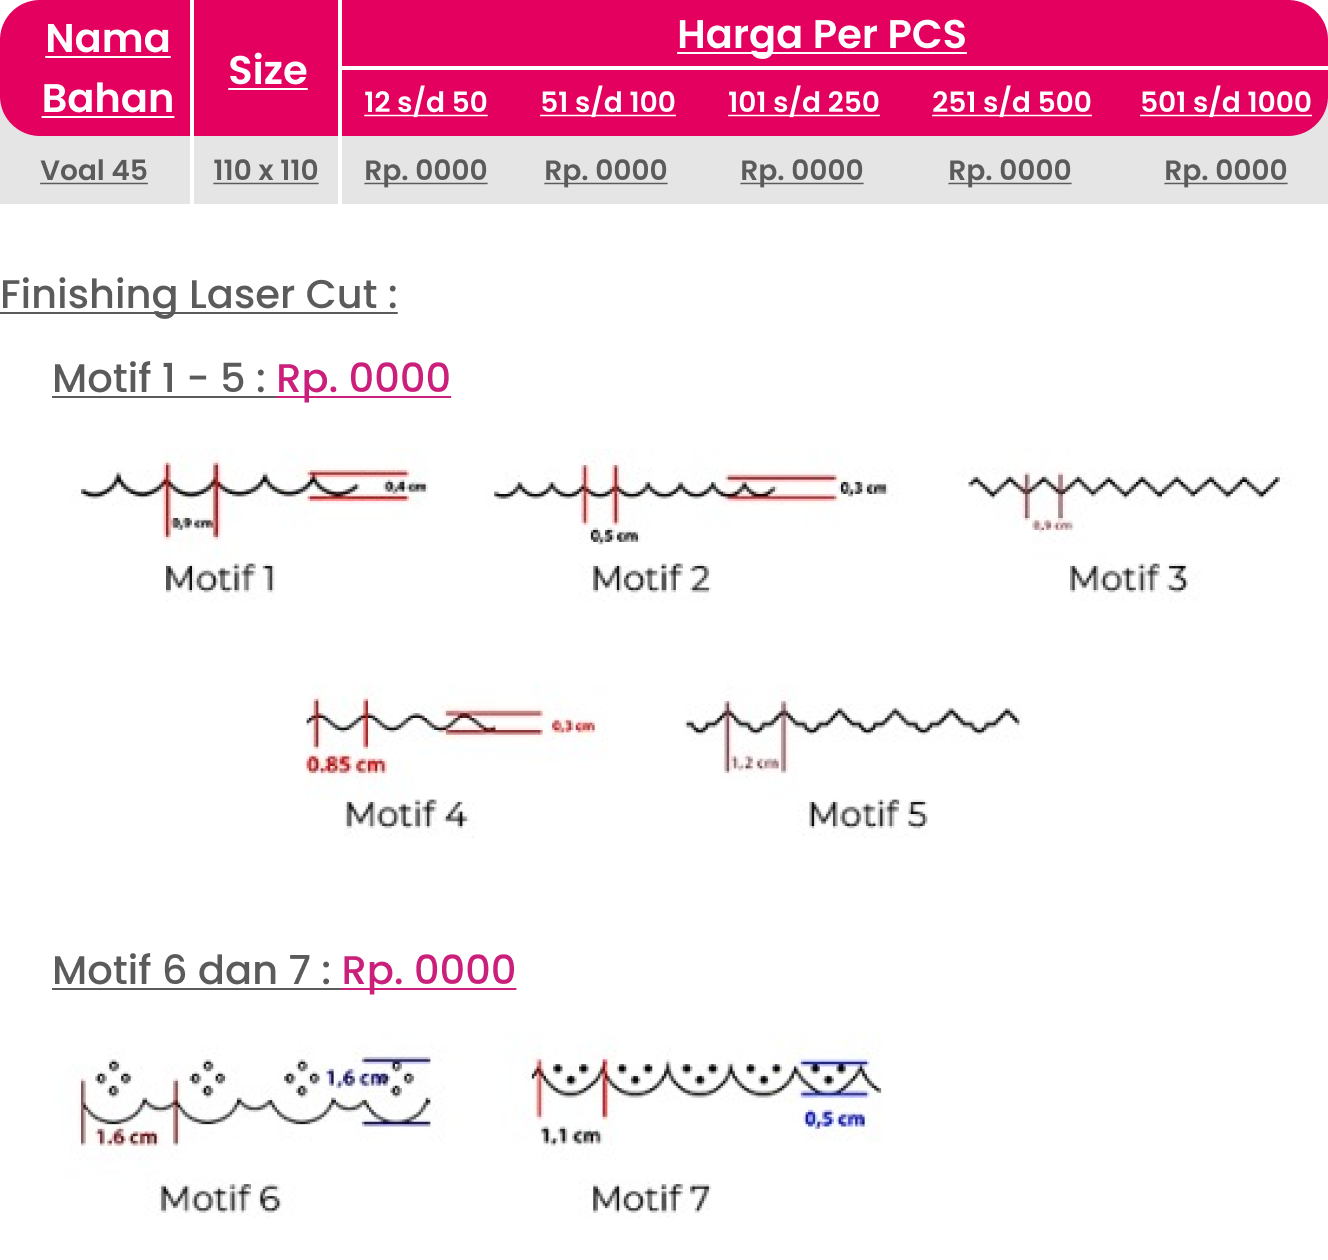 Nama Bahan Size Harga Per PCS
12 s/d 50 51 s/d 100 101 s/d 250 251 s/d 500 501 s/d 1000
Voal 45 110 x 110 Rp. 0000 Rp. 0000 Rp. 0000 Rp. 0000 Rp. 0000
Finishing Laser Cut :
Motif 1 - 5 : Rp. 0000
0,4 cm
0,3 cm
0,9 cm
0,5 cm
0,9 cm
Motif 1
Motif 2
Motif 3
0,3 cm
0.85 cm
1,2 cm
Motif 4
Motif 5
Motif 6 dan 7 : Rp. 0000
1,6 cm
1.6 cm
0,5 cm
1,1 cm
Motif 6
Motif 7